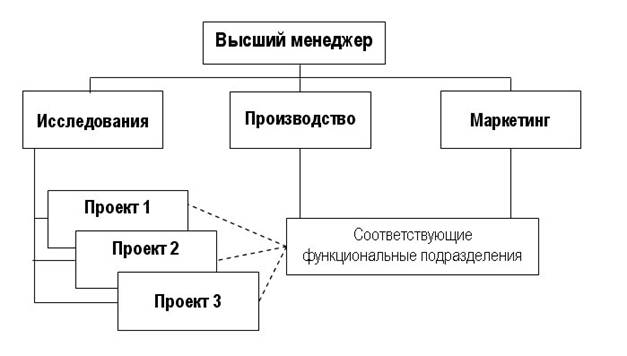 Высший менеджер
Исследования
Производство
Маркетинг
Проект 1
Проект 2
Проект 3
Соответствующие
функциональные подразделения